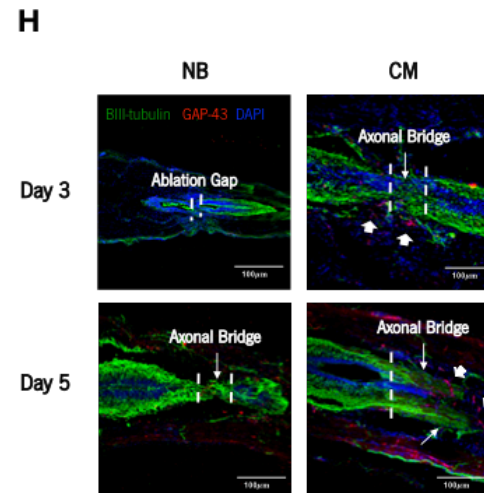 H
NB CM
BIII-tubulin GAP-43 DAPI
Axonal Bridge
Day 3
Ablation Gap
100μm
100μm
Axonal Bridge
Axonal Bridge
Day 5
100μm
100μm